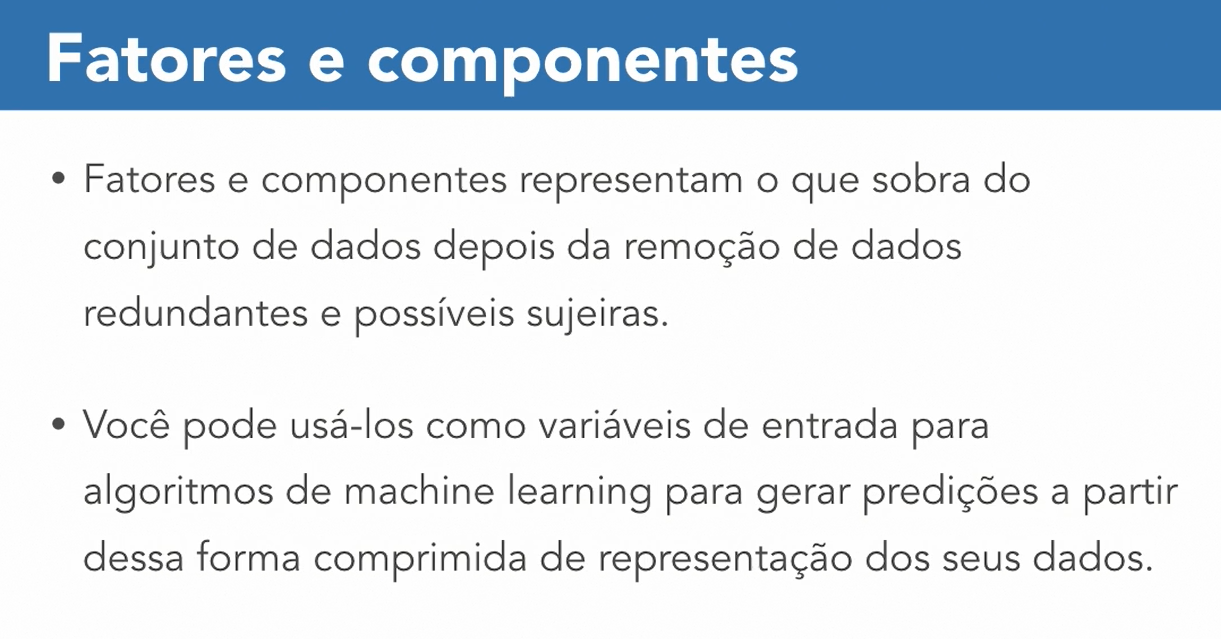 Fatores e componentes
• Fatores e componentes representam o que sobra do
conjunto de dados depois da remoção de dados
redundantes e possíveis sujeiras.
• Você pode usá-los como variáveis de entrada para
algoritmos de machine learning para gerar predições a partir
dessa forma comprimida de representação dos seus dados.